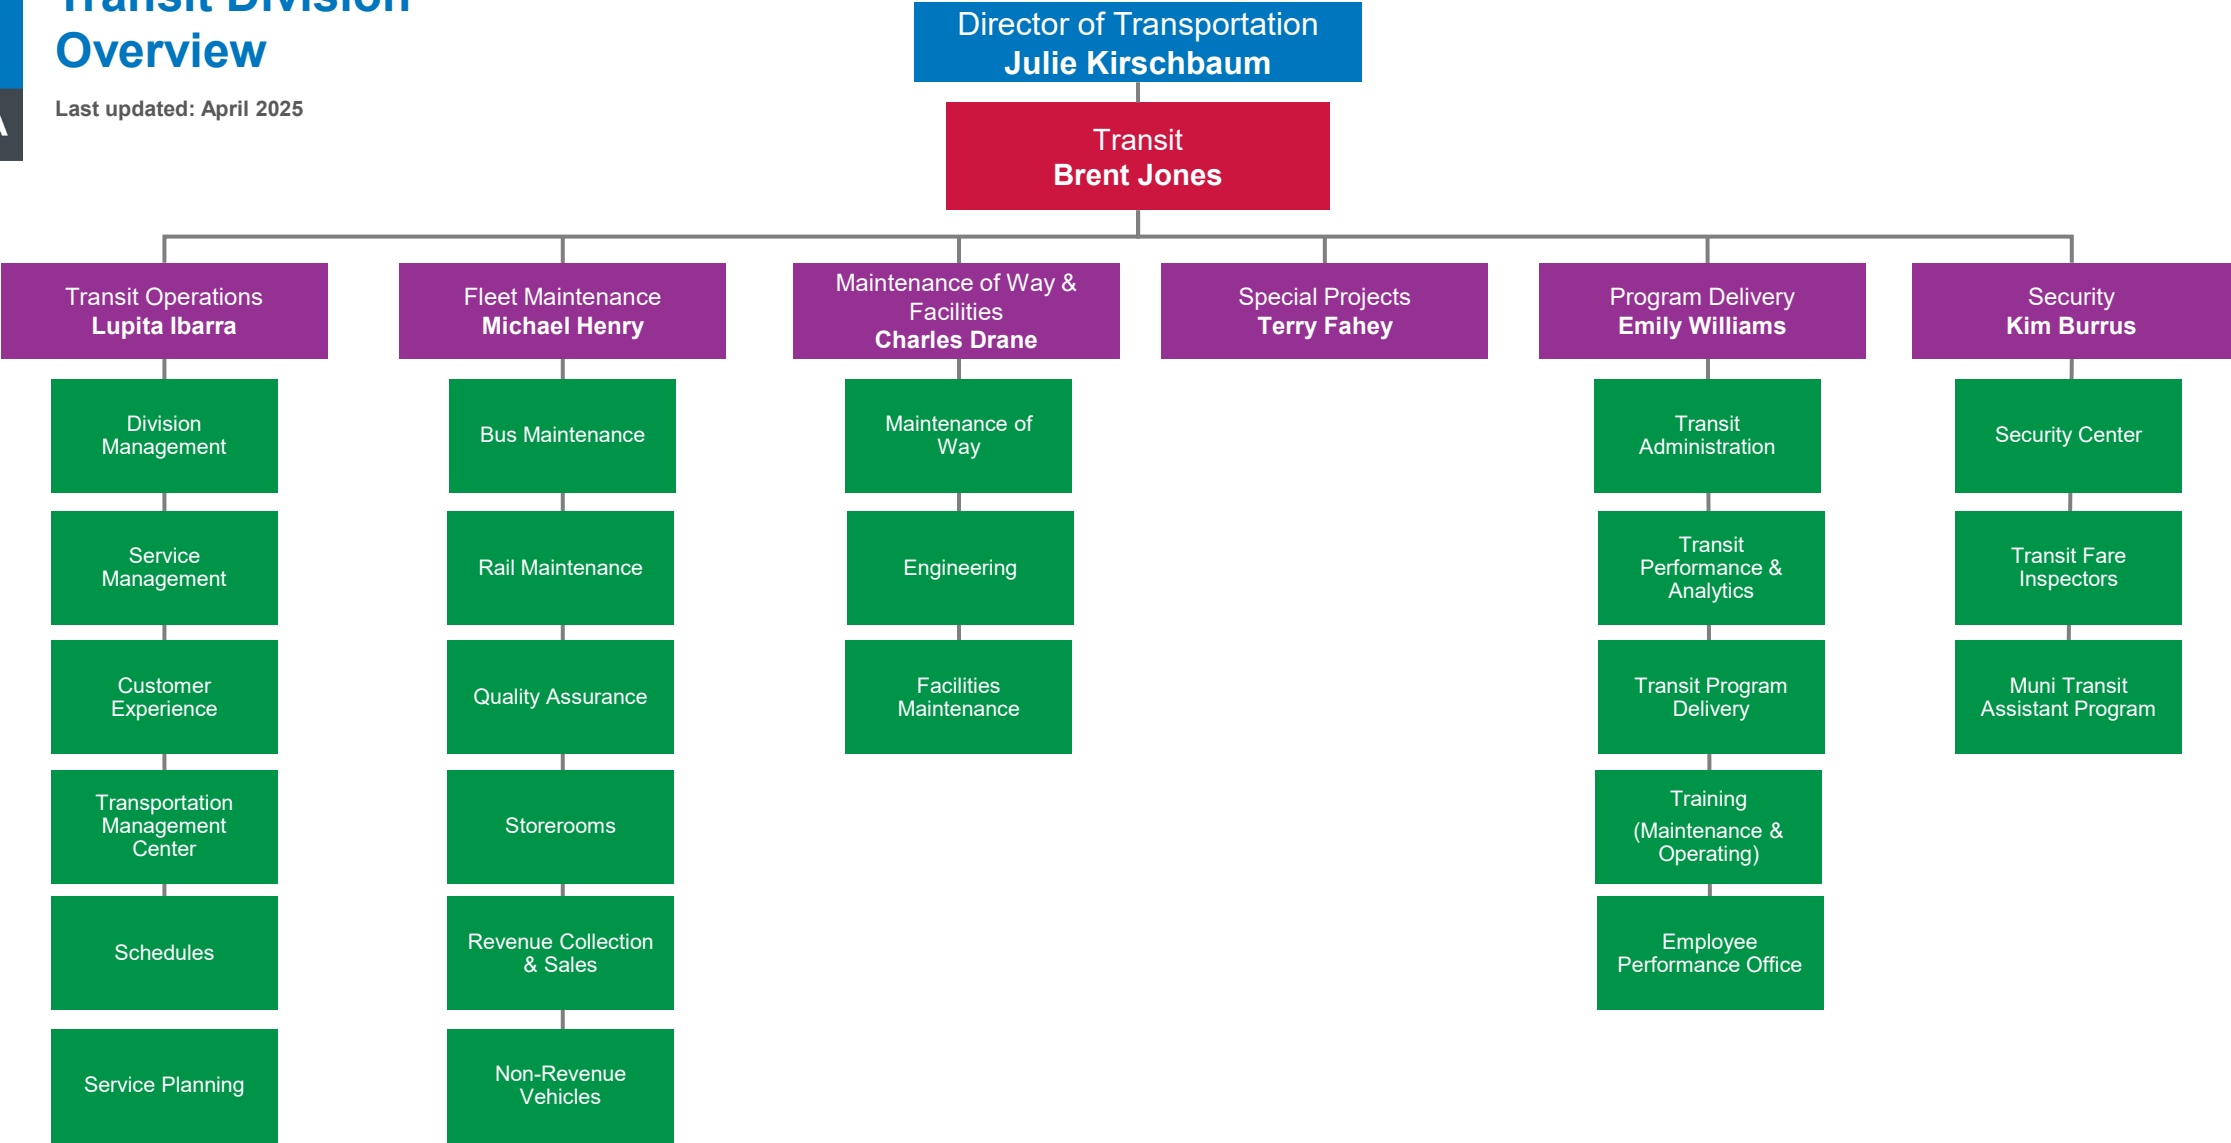 Transit Division
Overview
Last updated: April 2025
A
Director of Transportation
Julie Kirschbaum
Transit
Brent Jones
Transit Operations
Lupita Ibarra
Fleet Maintenance
Michael Henry
Maintenance of Way &
Facilities
Charles Drane
Special Projects
Terry Fahey
Program Delivery
Emily Williams
Security
Kim Burrus
Division
Management
Service
Management
Customer
Experience
Transportation
Management
Center
Schedules
Service Planning
Bus Maintenance
Rail Maintenance
Quality Assurance
Storerooms
Revenue Collection
& Sales
Non-Revenue
Vehicles
Maintenance of
Way
Engineering
Facilities
Maintenance
Transit
Administration
Transit
Performance &
Analytics
Transit Program
Delivery
Training
(Maintenance &
Operating)
Employee
Performance Office
Security Center
Transit Fare
Inspectors
Muni Transit
Assistant Program